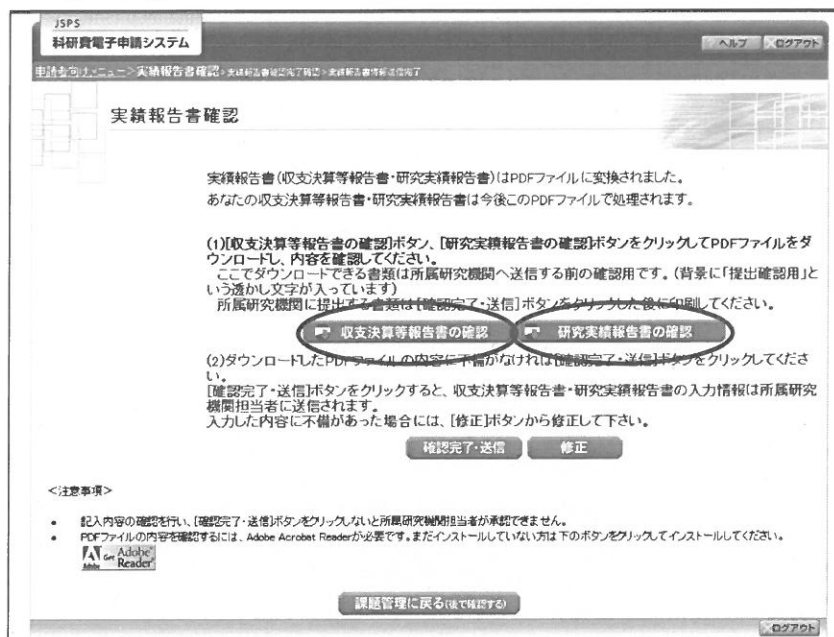 JSPS
科研費電子申請システム
ヘルプ ログアウト
申請者向けメニュー>実績報告書確認>実績報告書確認完了確認>実績報告書情報送信完了
実績報告書確認
実績報告書(収支決算等報告書・研究実績報告書)はPDFファイルに変換されました。
あなたの収支決算等報告書・研究実績報告書は今後このPDFファイルで処理されます。
(1)[収支決算等報告書の確認]ボタン、[研究実績報告書の確認]ボタンをクリックしてPDFファイルをダ
ウンロードし、内容を確認してください。
ここでダウンロードできる書類は所属研究機関へ送信する前の確認用です。(背景に「提出確認用」と
いう透かし文字が入っています)
所属研究機関に提出する書類は[確認完了・送信]ボタンをクリックした後に印刷してください。
収支決算等報告書の確認 研究実績報告書の確認
(2)ダウンロードしたPDFファイルの内容に不備がなければ[確認完了・送信]ボタンをクリックしてくださ
い。
[確認完了・送信]ボタンをクリックすると、収支決算等報告書・研究実績報告書の入力情報は所属研究
機関担当者に送信されます。
入力した内容に不備があった場合には、[修正]ボタンから修正して下さい。
確認完了・送信 修正
<注意事項>
• 記入内容の確認を行い、[確認完了・送信]ボタンをクリックしないと所属研究機関担当者が承認できません。
• PDFファイルの内容を確認するには、Adobe Acrobat Readerが必要です。まだインストールしていない方は下のボタンをクリックしてインストールしてください。
Adobe Get Adobe Reader
課題管理に戻る(後で確認する)
ログアウト